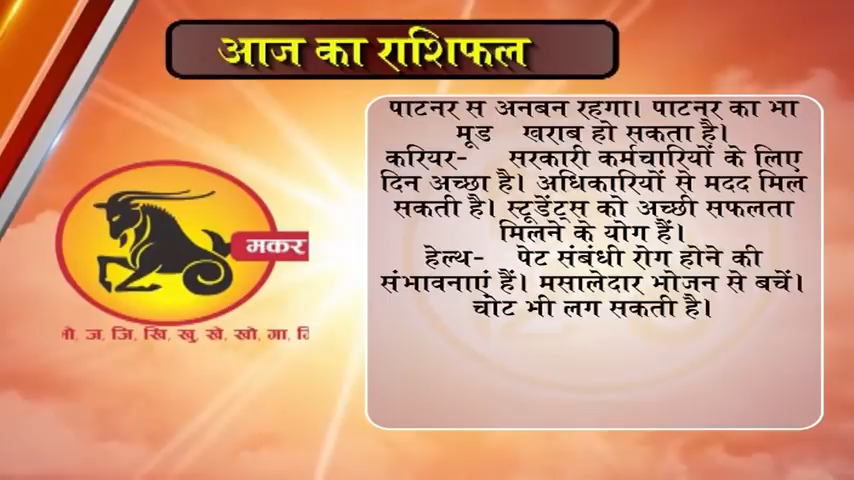 आज का राशिफल
पाटनर स अनबन रहगा। पाटनर का भा
मूड खराब हो सकता है।
करियर- सरकारी कर्मचारियों के लिए
दिन अच्छा है। अधिकारियों से मदद मिल
सकती है। स्टूडेंट्स को अच्छी सफलता
मिलने के योग हैं।
हेल्थ- पेट संबंधी रोग होने की
संभावनाएं हैं। मसालेदार भोजन से बचें।
चोट भी लग सकती है।
मकर
ज, जि, खि, खु, खे, खो, गा,